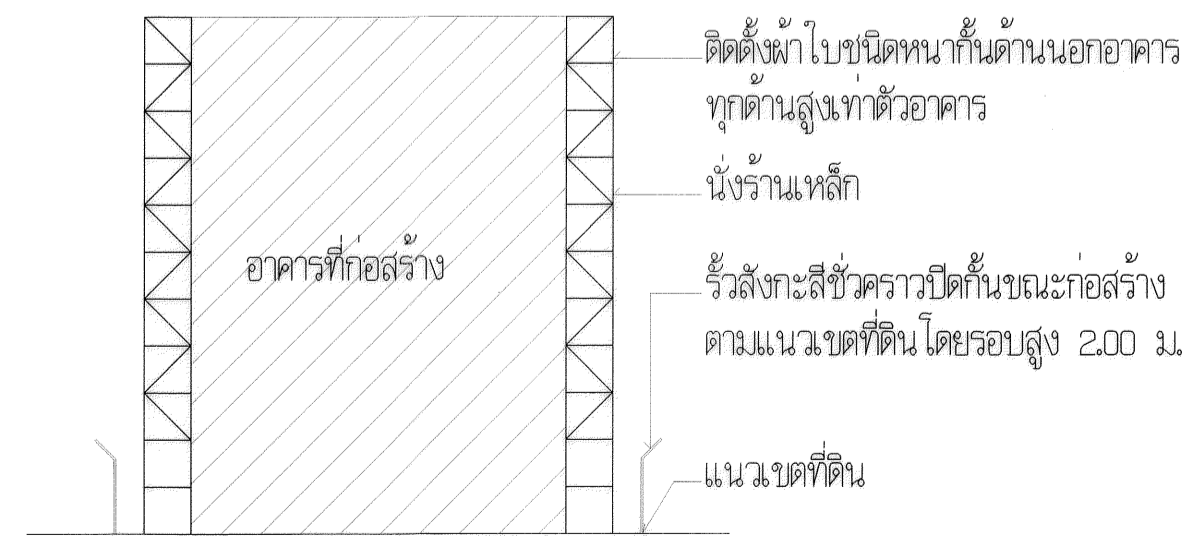 ติดตั้งผ้าใบชนิดหนากั้นด้านนอกอาคาร
ทุกด้านสูงเท่าตัวอาคาร
นั่งร้านเหล็ก
อาคารที่ก่อสร้าง
รั้วสังกะสีชั่วคราวปิดกั้นขณะก่อสร้าง
ตามแนวเขตที่ดินโดยรอบสูง 2.00 ม.
แนวเขตที่ดิน